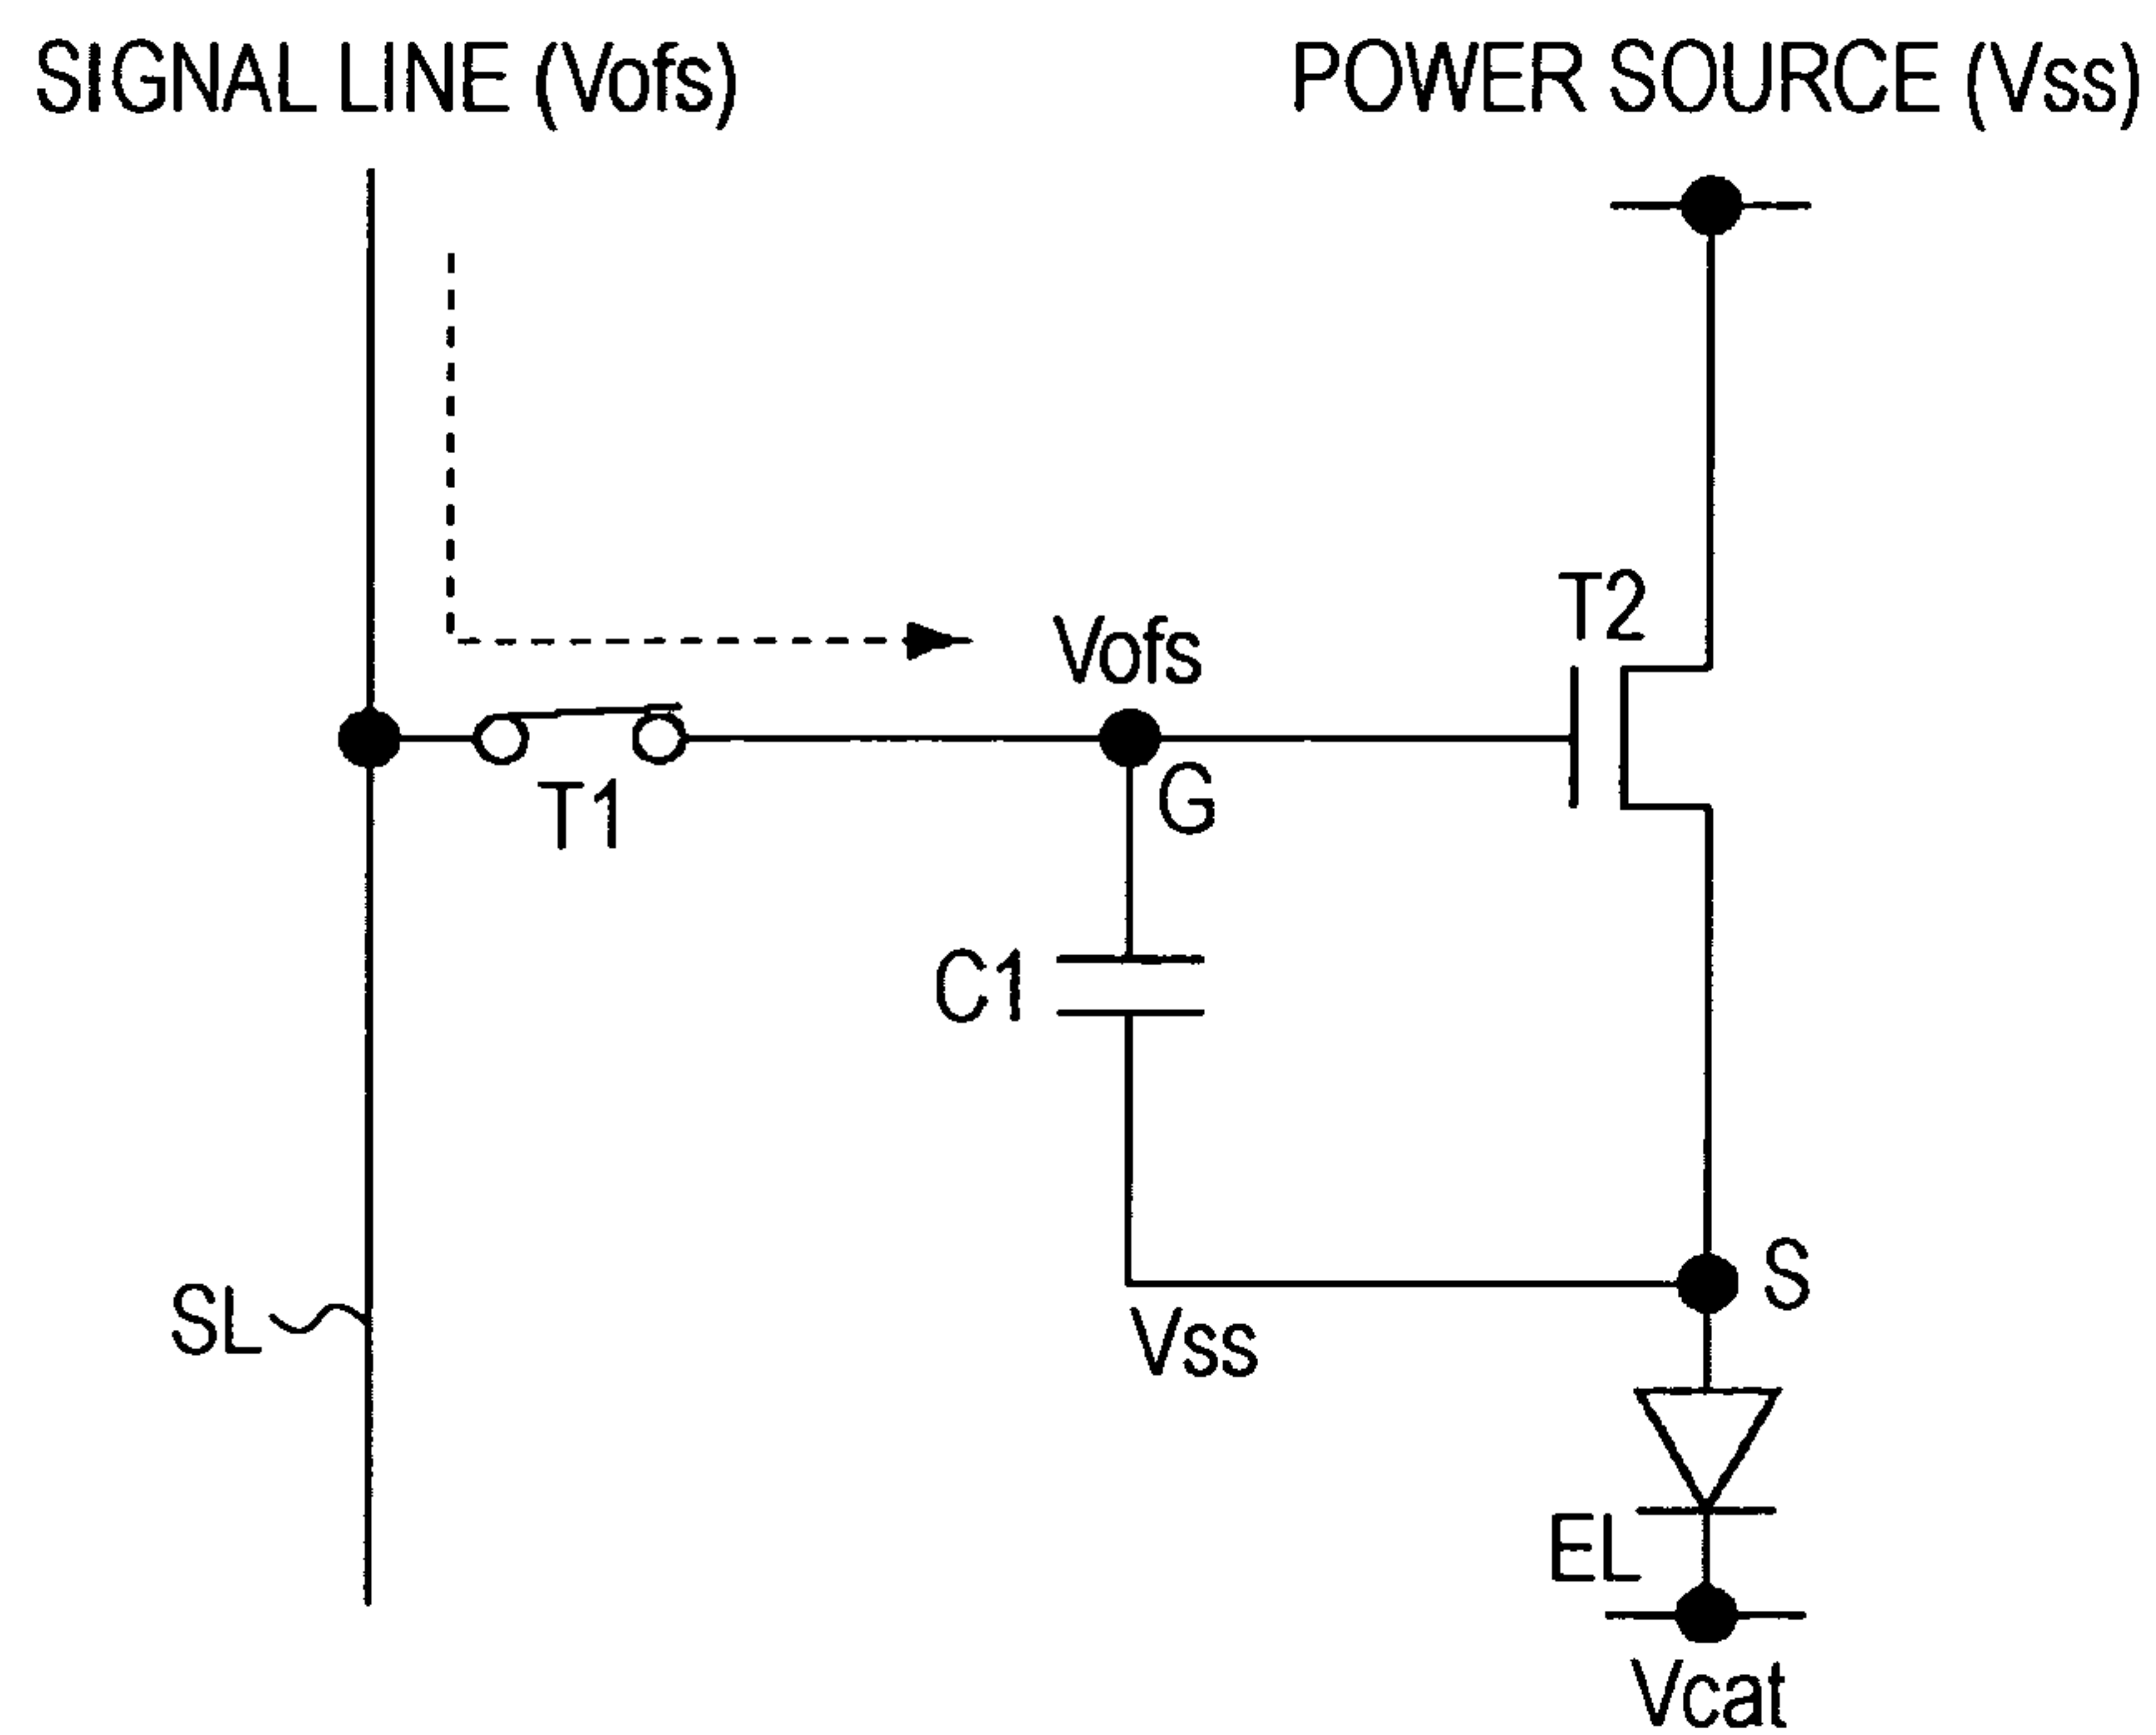 SIGNAL LINE (Vofs)
POWER SOURCE (Vss)
T2
Vofs
G
T1
C1
S
SL
Vss
EL
Vcat